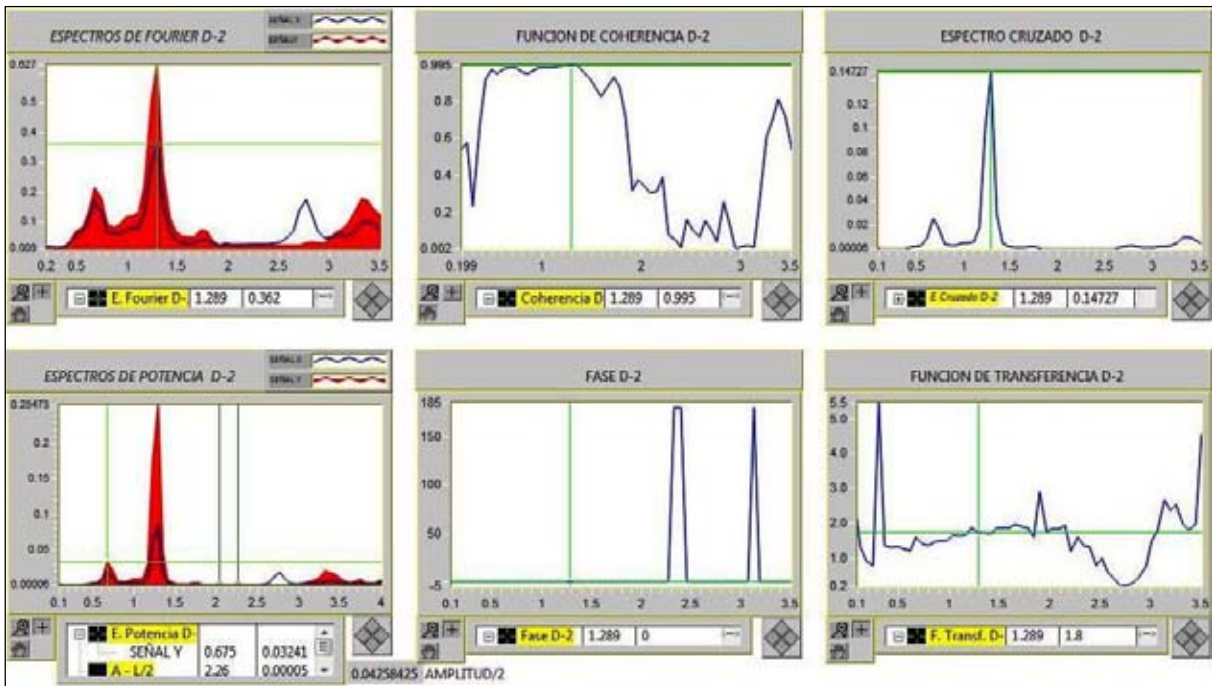 ESPECTROS DE FOURIER D-2
SEÑAL X
SEÑAL Y
0.627
0.5
0.4
0.3
0.2
0.1
0.003
0.2 0.5 1 1.5 2 2.5 3 3.5
E. Fourier D- 1.289 0.362
FUNCION DE COHERENCIA D-2
0.995
0.8
0.6
0.4
0.2
0.002
0.199 1 2 3 3.5
Coherencia D 1.289 0.995
ESPECTRO CRUZADO D-2
0.14727
0.12
0.1
0.08
0.06
0.04
0.02
0.00006
0.1 0.5 1 1.5 2 2.5 3 3.5
E Cruzado D-2 1.289 0.14727
ESPECTROS DE POTENCIA D-2
SEÑAL X
SEÑAL Y
0.25473
0.2
0.15
0.1
0.05
0.00006
0.1 0.5 1 1.5 2 2.5 3 3.5 4
E. Potencia D-
SEÑAL Y 0.675 0.03241
A - L/2 2.26 0.00005
0.04258425 AMPLITUD/2
FASE D-2
185
150
100
50
-5
0.1 0.5 1 1.5 2 2.5 3 3.5
Fase D-2 1.289 0
FUNCION DE TRANSFERENCIA D-2
5.5
5.0
4.0
3.0
2.0
1.0
0.2
0.1 0.5 1 1.5 2 2.5 3 3.5
F. Transf. D- 1.289 1.8